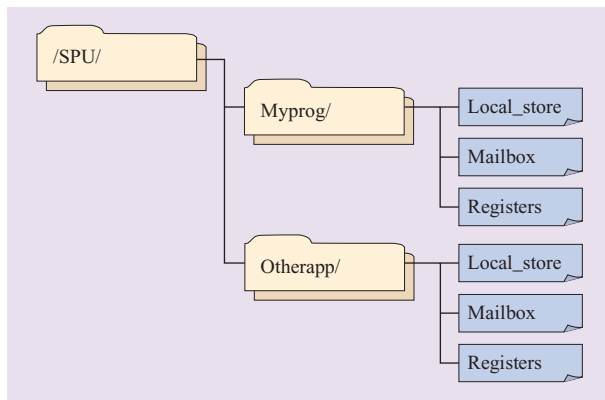 /SPU/
Myprog/
Local_store
Mailbox
Registers
Otherapp/
Local_store
Mailbox
Registers